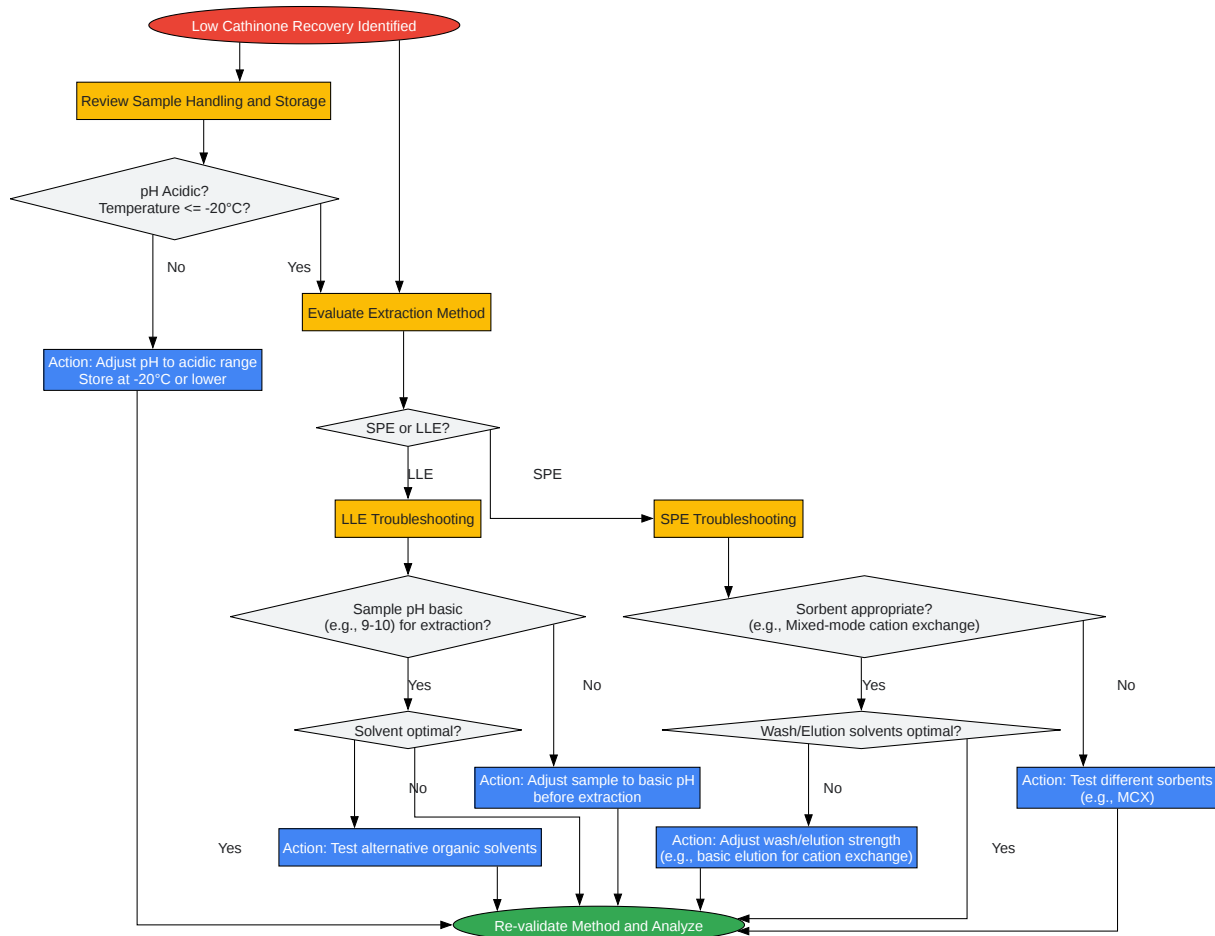 Low Cathinone Recovery Identified
Review Sample Handling and Storage
pH Acidic?
Temperature <= -20°C?
No
Yes
Evaluate Extraction Method
Action: Adjust pH to acidic range
Store at -20°C or lower
SPE or LLE?
LLE
SPE
LLE Troubleshooting
SPE Troubleshooting
Sample pH basic
(e.g., 9-10) for extraction?
Sorbent appropriate?
(e.g., Mixed-mode cation exchange)
Yes
No
Yes
No
Solvent optimal?
Wash/Elution solvents optimal?
Action: Adjust sample to basic pH
before extraction
Action: Test different sorbents
(e.g., MCX)
No
No
Action: Test alternative organic solvents
Action: Adjust wash/elution strength
(e.g., basic elution for cation exchange)
Yes
Yes
Re-validate Method and Analyze